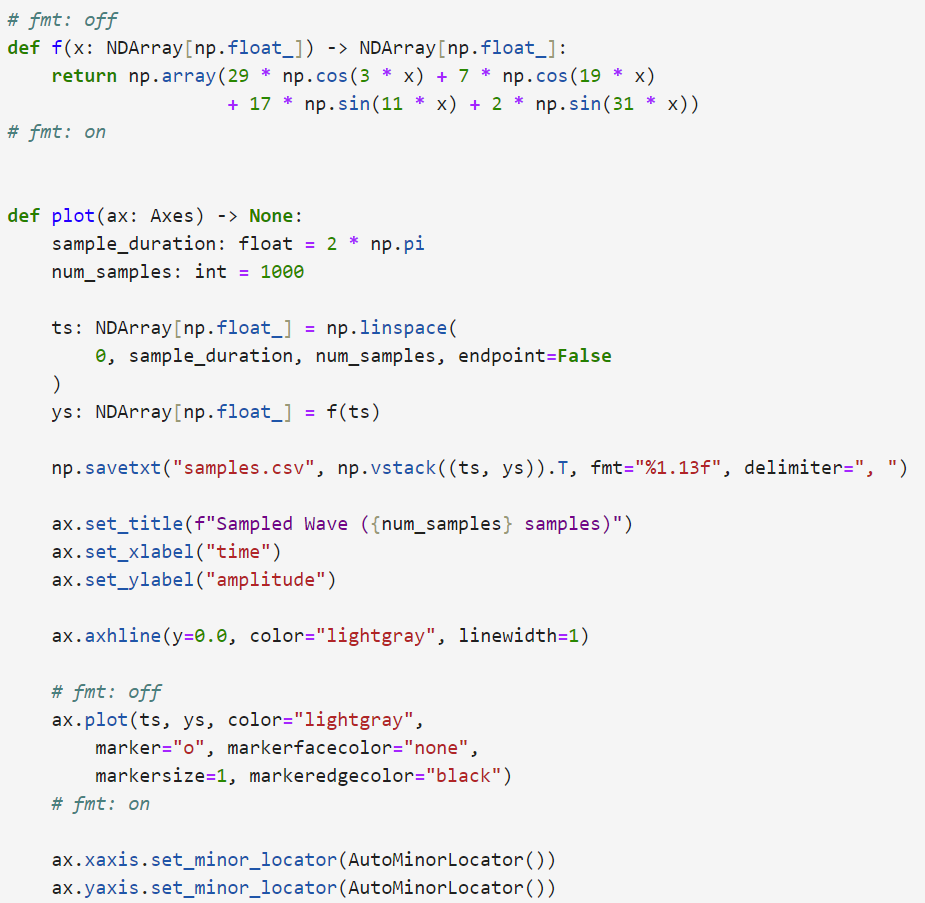 # fmt: off
def f(x: NDArray[np.float_]) -> NDArray[np.float_]:
    return np.array(29 * np.cos(3 * x) + 7 * np.cos(19 * x)
                    + 17 * np.sin(11 * x) + 2 * np.sin(31 * x))
# fmt: on

def plot(ax: Axes) -> None:
    sample_duration: float = 2 * np.pi
    num_samples: int = 1000

    ts: NDArray[np.float_] = np.linspace(
        0, sample_duration, num_samples, endpoint=False
    )
    ys: NDArray[np.float_] = f(ts)

    np.savetxt("samples.csv", np.vstack((ts, ys)).T, fmt="%1.13f", delimiter=", ")

    ax.set_title(f"Sampled Wave ({num_samples} samples)")
    ax.set_xlabel("time")
    ax.set_ylabel("amplitude")

    ax.axhline(y=0.0, color="lightgray", linewidth=1)

    # fmt: off
    ax.plot(ts, ys, color="lightgray",
        marker="o", markerfacecolor="none",
        markersize=1, markeredgecolor="black")
    # fmt: on

    ax.xaxis.set_minor_locator(AutoMinorLocator())
    ax.yaxis.set_minor_locator(AutoMinorLocator())